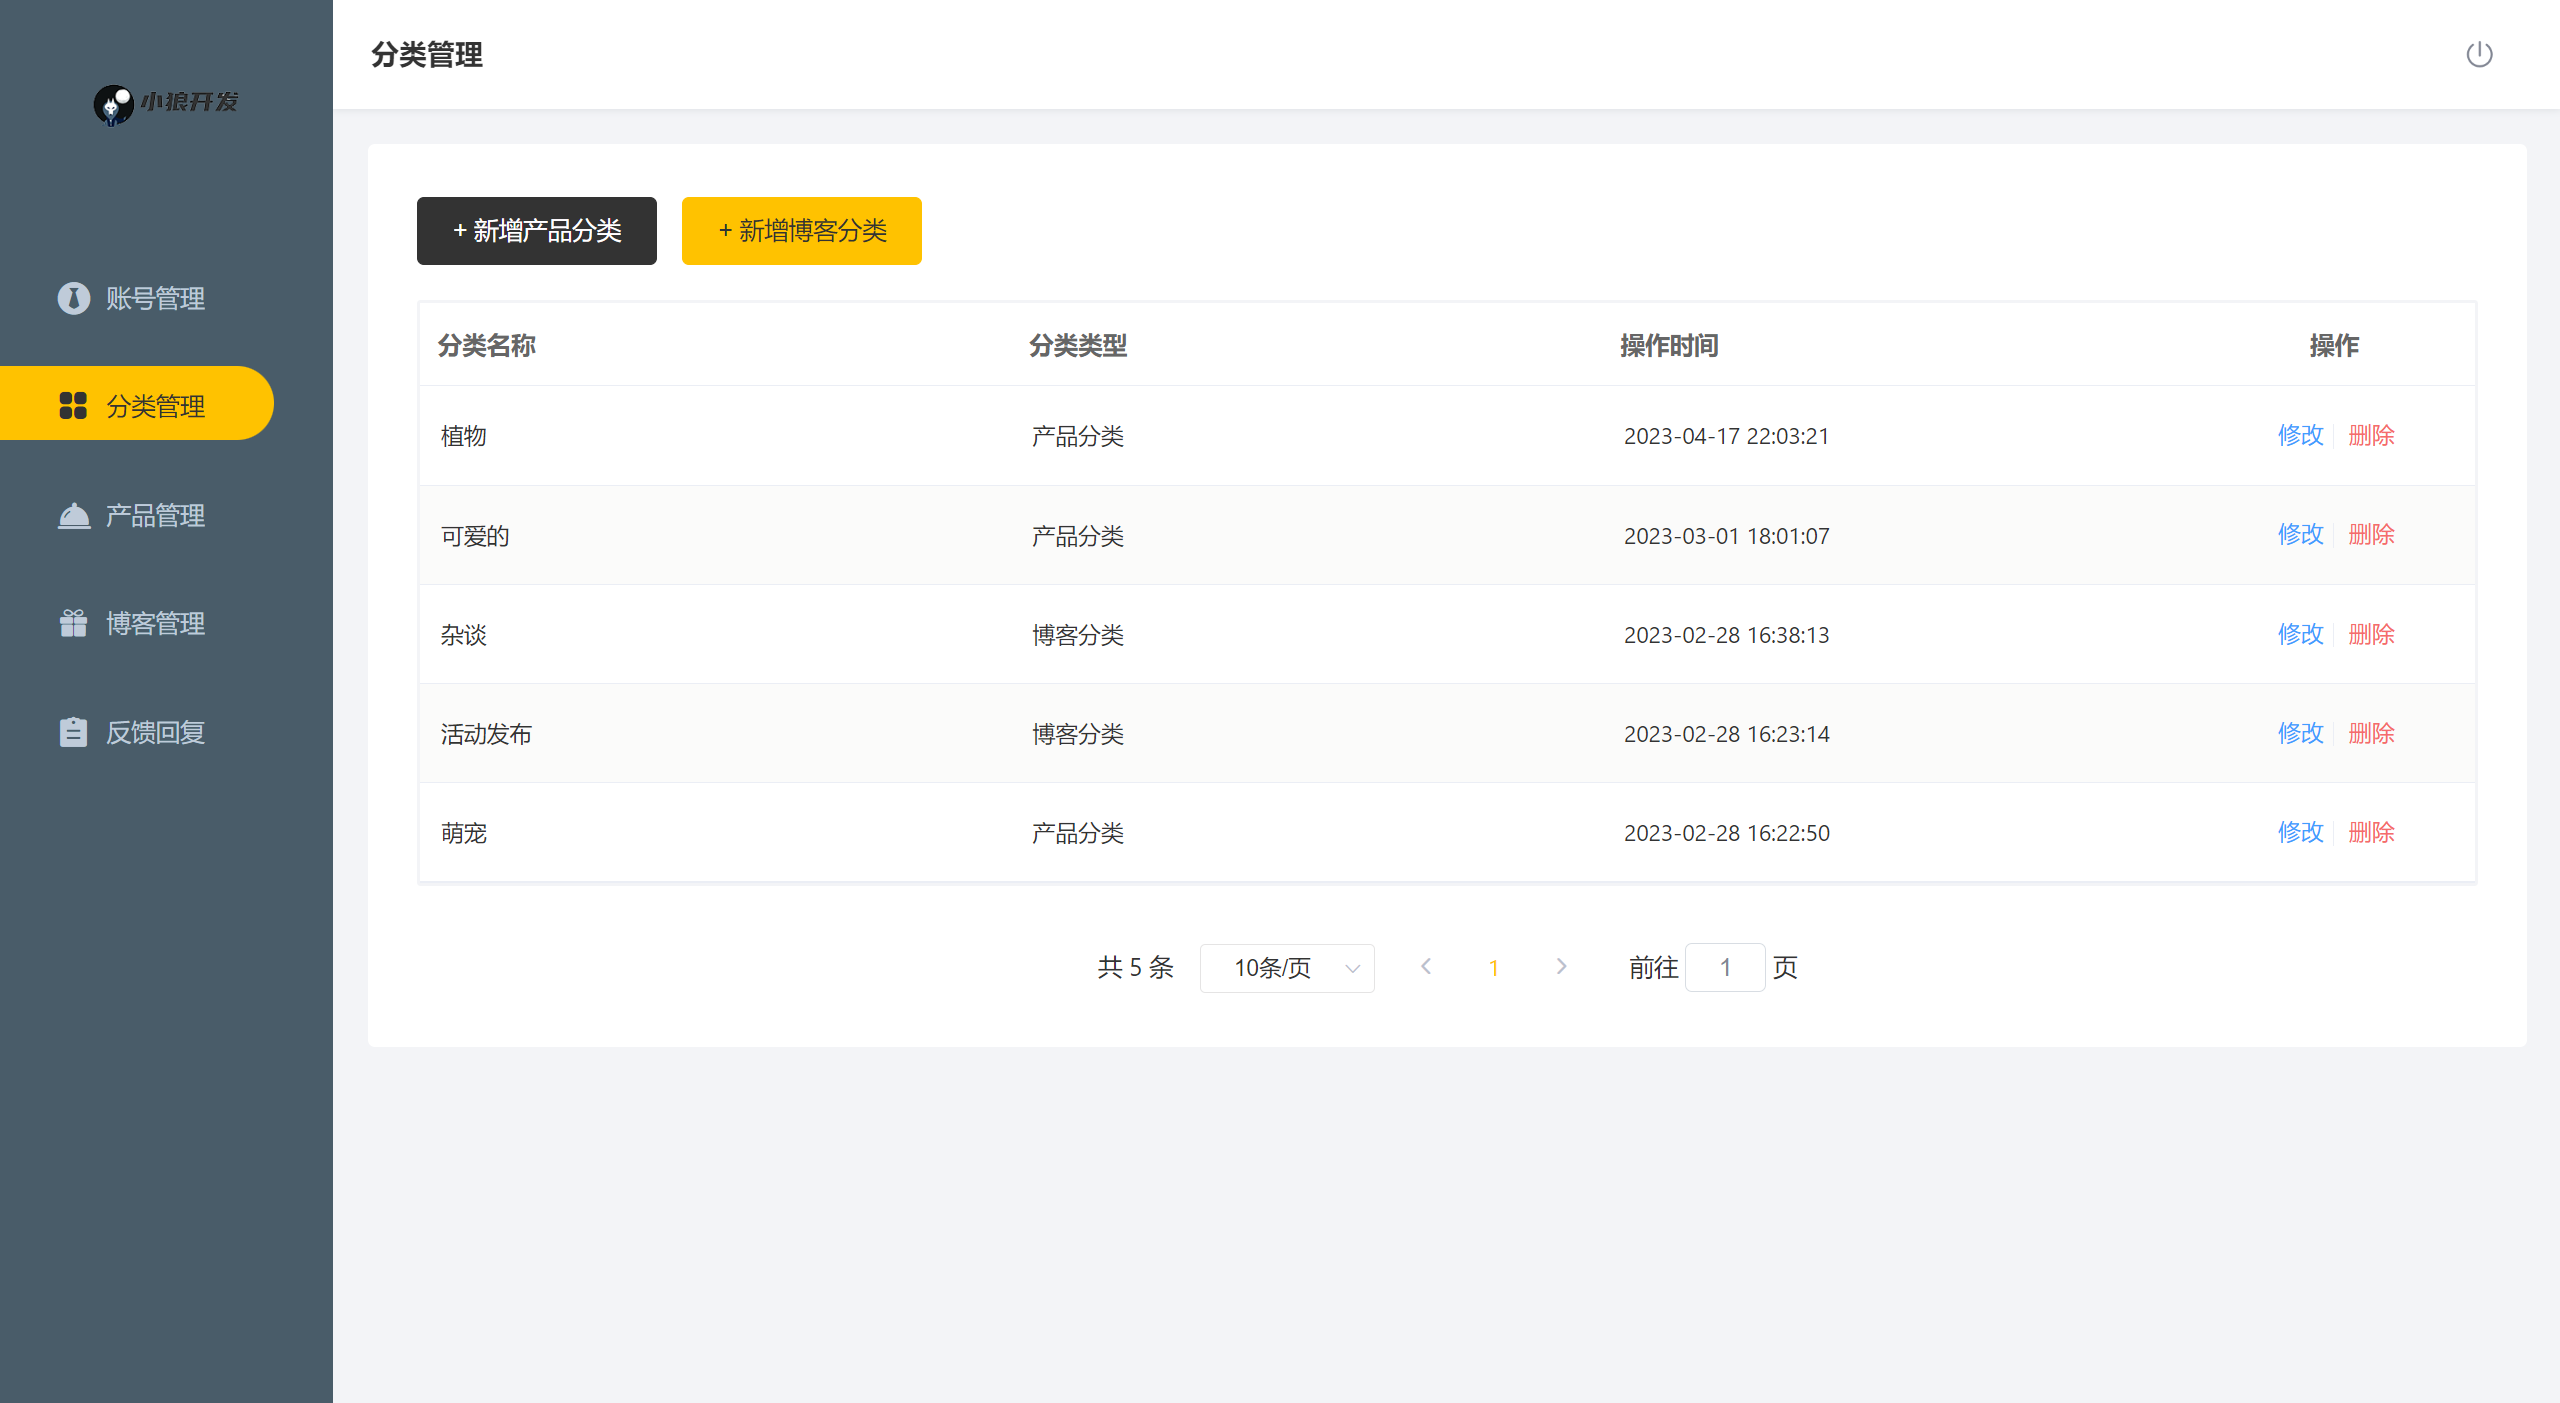 小狼开发
分类管理
账号管理
分类管理
产品管理
博客管理
反馈回复
+ 新增产品分类 + 新增博客分类
分类名称 分类类型 操作时间 操作
植物 产品分类 2023-04-17 22:03:21 修改 删除
可爱的 产品分类 2023-03-01 18:01:07 修改 删除
杂谈 博客分类 2023-02-28 16:38:13 修改 删除
活动发布 博客分类 2023-02-28 16:23:14 修改 删除
萌宠 产品分类 2023-02-28 16:22:50 修改 删除
共 5 条 10条/页 1 前往 1 页